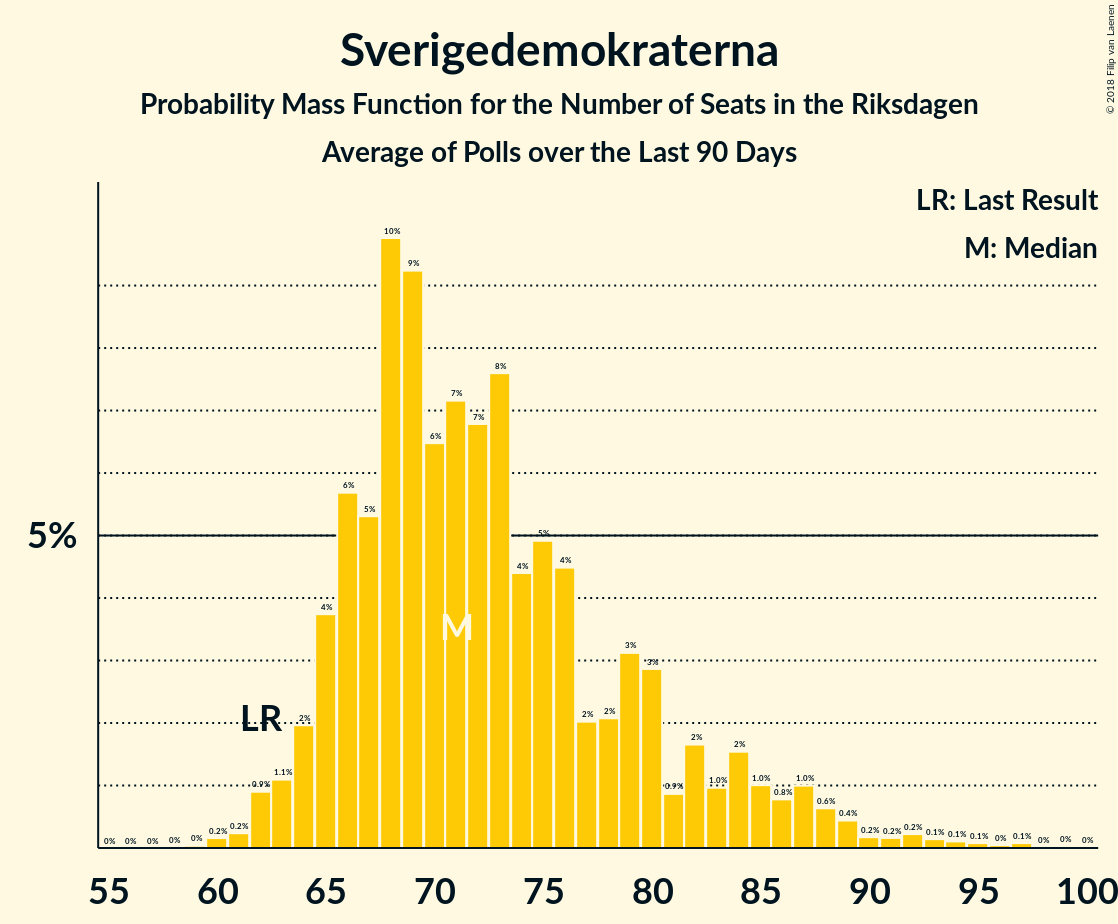 Sverigedemokraterna
Probability Mass Function for the Number of Seats in the Riksdagen
Average of Polls over the Last 90 Days
© 2018 Filip van Laenen
LR: Last Result
M: Median
5%
LR
M
0% 0% 0% 0% 0% 0.2% 0.2% 0.9% 1.1% 2% 4% 6% 5% 10% 9% 6% 7% 7% 8% 4% 5% 4% 2% 2% 3% 3% 0.9% 2% 1.0% 2% 1.0% 0.8% 1.0% 0.6% 0.4% 0.2% 0.2% 0.2% 0.1% 0.1% 0.1% 0% 0.1% 0% 0% 0%
55 60 65 70 75 80 85 90 95 100